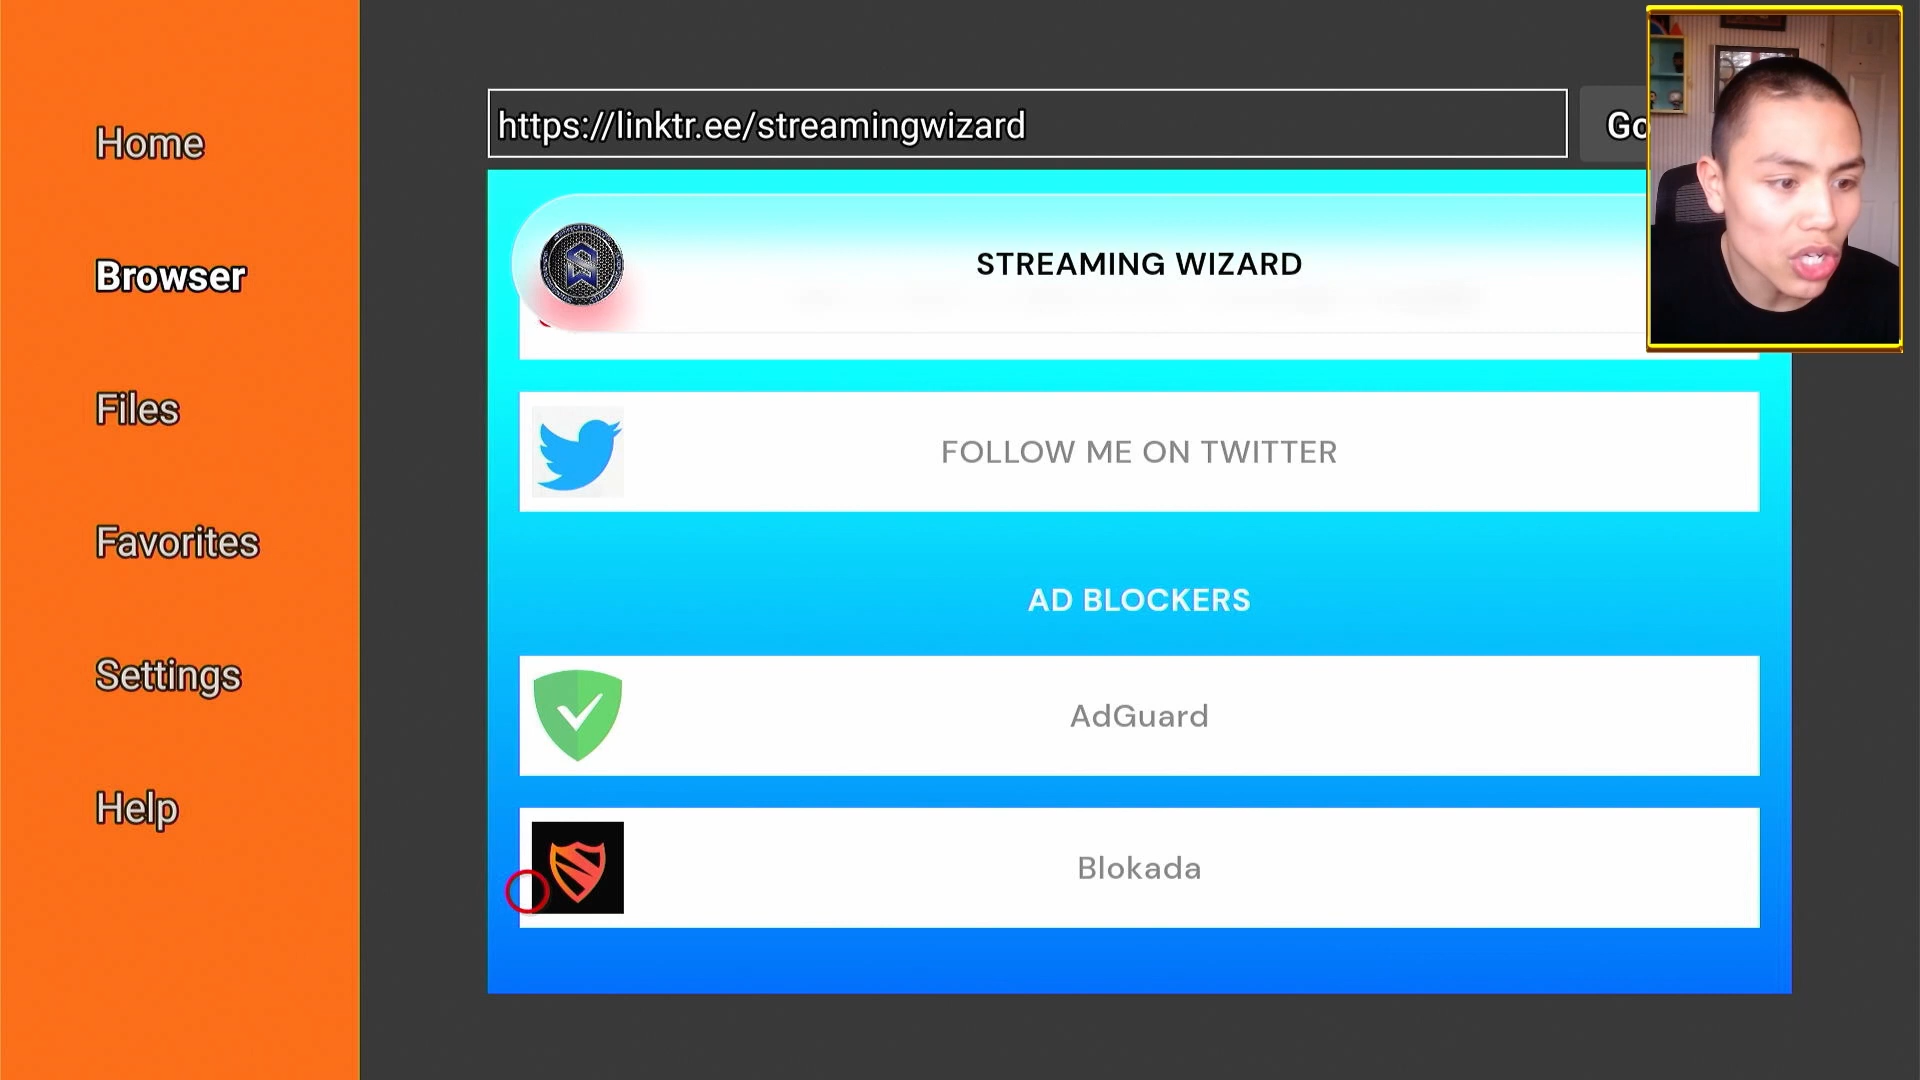 Home
Browser
Files
Favorites
Settings
Help
https://linktr.ee/streamingwizard
Go
STREAMING WIZARD
FOLLOW ME ON TWITTER
AD BLOCKERS
AdGuard
Blokada